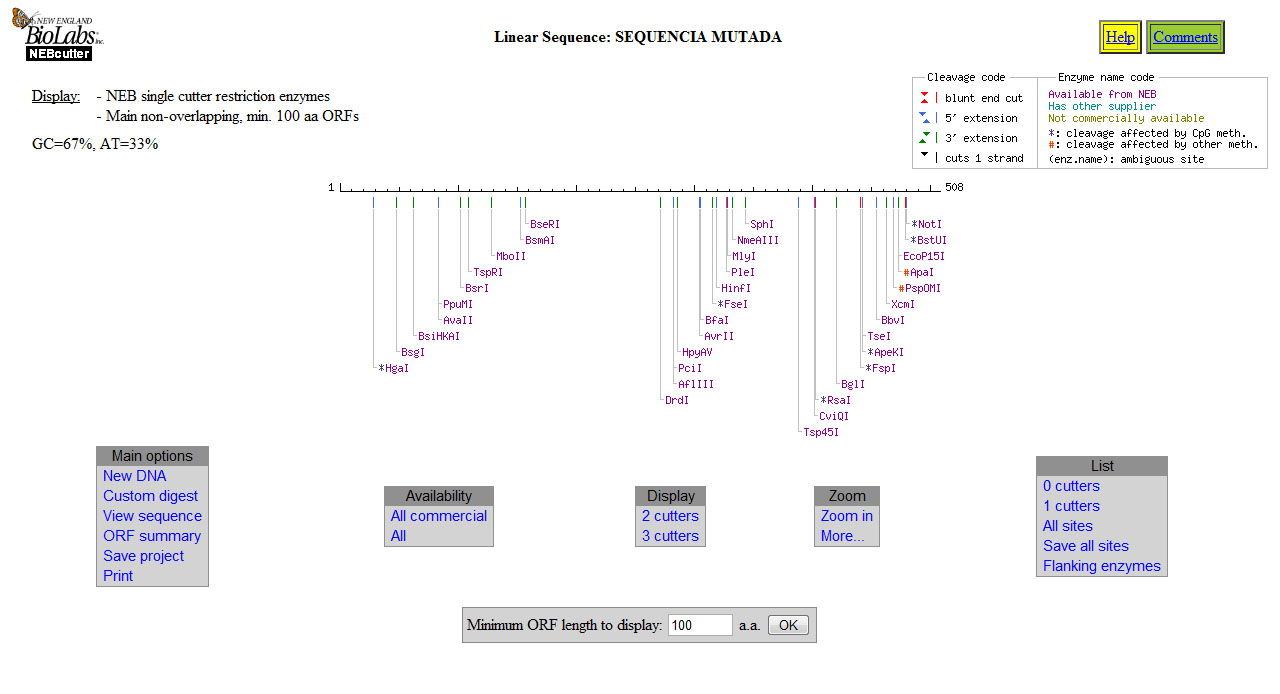 NEW ENGLAND
BioLabs Inc.
NEBcutter
Linear Sequence: SEQUENCIA MUTADA
Help
Comments
Display:
- NEB single cutter restriction enzymes
- Main non-overlapping, min. 100 aa ORFs
GC=67%, AT=33%
Cleavage code
blunt end cut
5′ extension
3′ extension
cuts 1 strand
Enzyme name code
Available from NEB
Has other supplier
Not commercially available
*: cleavage affected by CpG meth.
#: cleavage affected by other meth.
(enz.name): ambiguous site
1
508
BseRI
BsmAI
MboII
TspRI
BsrI
PpuMI
AvaII
BsiHKAI
BsgI
*HgaI
SphI
NmeAIII
MlyI
PleI
HinfI
*FseI
BfaI
AvrII
HpyAV
PciI
AflIII
DrdI
*NotI
*BstUI
EcoP15I
#ApaI
#PspOMI
XcmI
BbvI
TseI
*ApeKI
*FspI
BglI
*RsaI
CviQI
Tsp45I
Main options
New DNA
Custom digest
View sequence
ORF summary
Save project
Print
Availability
All commercial
All
Display
2 cutters
3 cutters
Zoom
Zoom in
More...
List
0 cutters
1 cutters
All sites
Save all sites
Flanking enzymes
Minimum ORF length to display: 100 a.a. OK